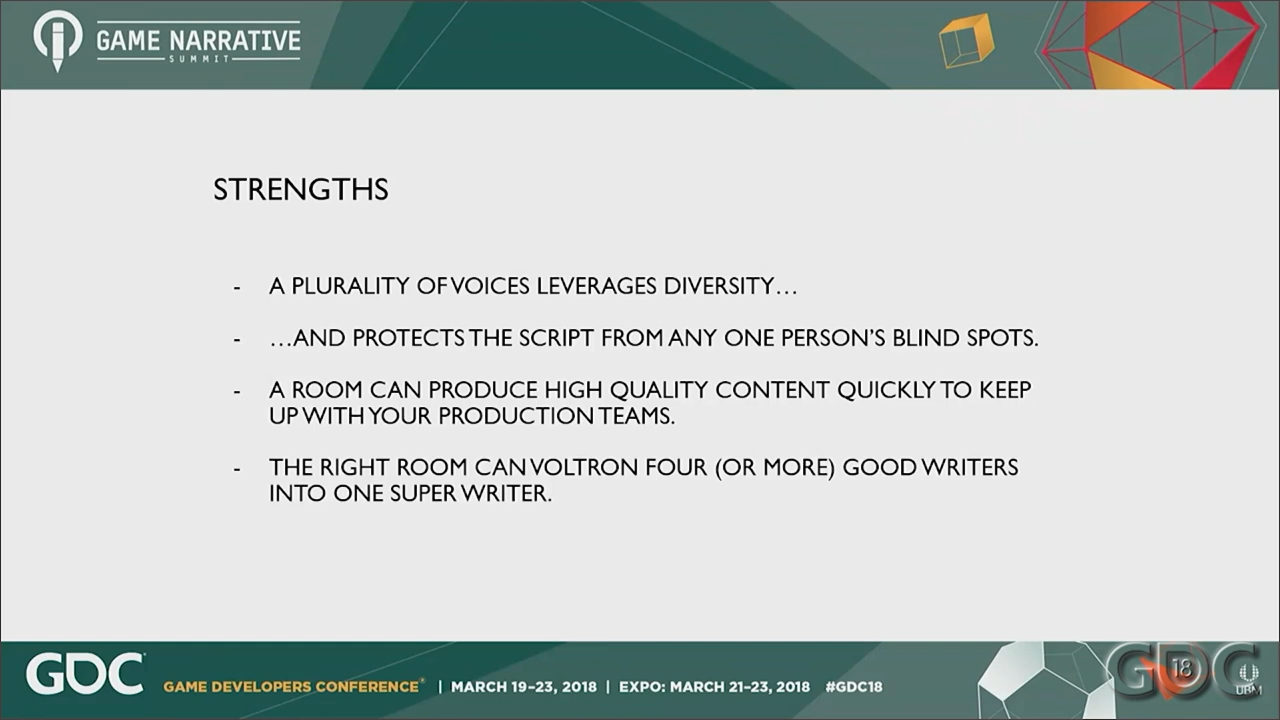 GAME NARRATIVE
SUMMIT
STRENGTHS
- A PLURALITY OF VOICES LEVERAGES DIVERSITY…
- …AND PROTECTS THE SCRIPT FROM ANY ONE PERSON’S BLIND SPOTS.
- A ROOM CAN PRODUCE HIGH QUALITY CONTENT QUICKLY TO KEEP
UP WITH YOUR PRODUCTION TEAMS.
- THE RIGHT ROOM CAN VOLTRON FOUR (OR MORE) GOOD WRITERS
INTO ONE SUPER WRITER.
GDC GAME DEVELOPERS CONFERENCE® | MARCH 19–23, 2018 | EXPO: MARCH 21–23, 2018 #GDC18
GDC 18
UBM